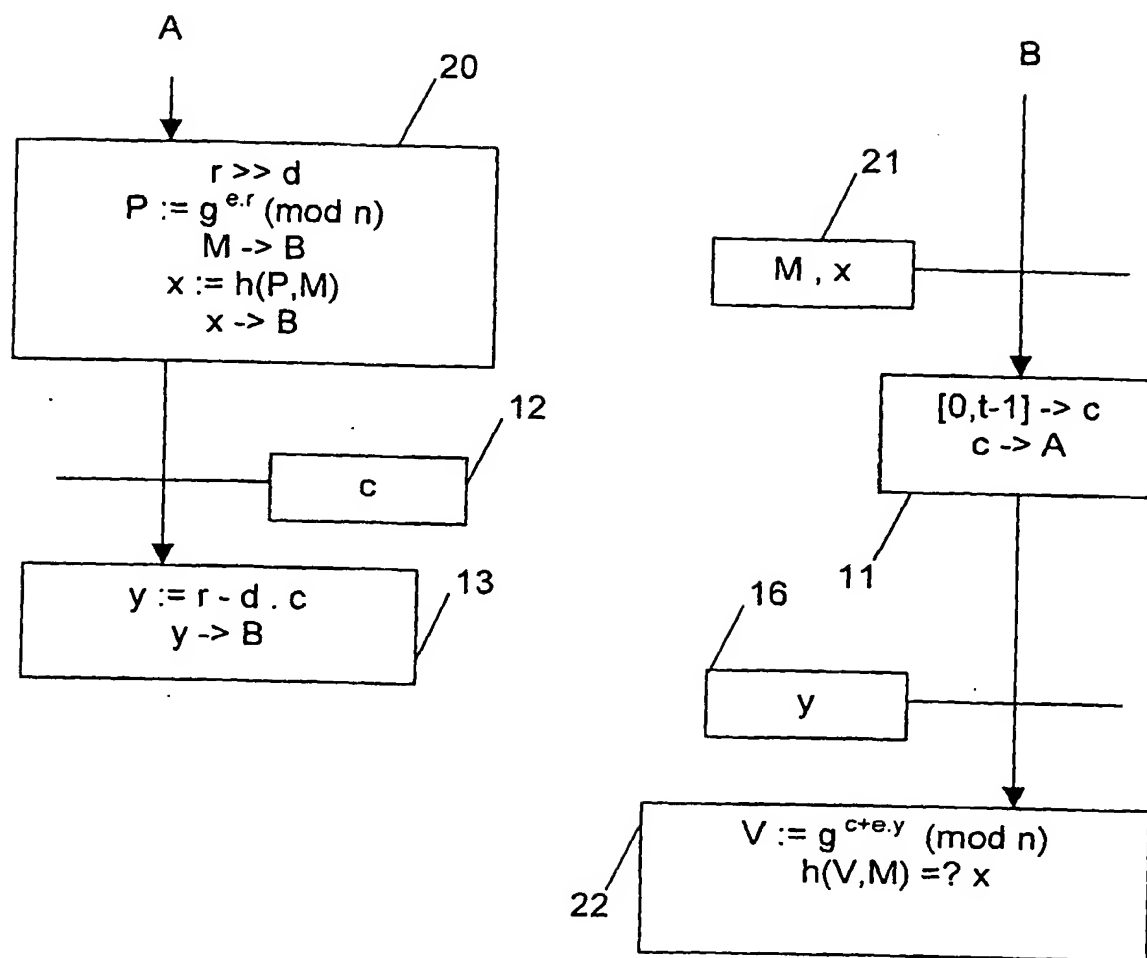 A
20
r >> d
P := g^e.r (mod n)
M -> B
x := h(P,M)
x -> B
12
c
13
y := r - d . c
y -> B
B
21
M , x
[0,t-1] -> c
c -> A
11
16
y
V := g^c+e.y (mod n)
h(V,M) =? x
22